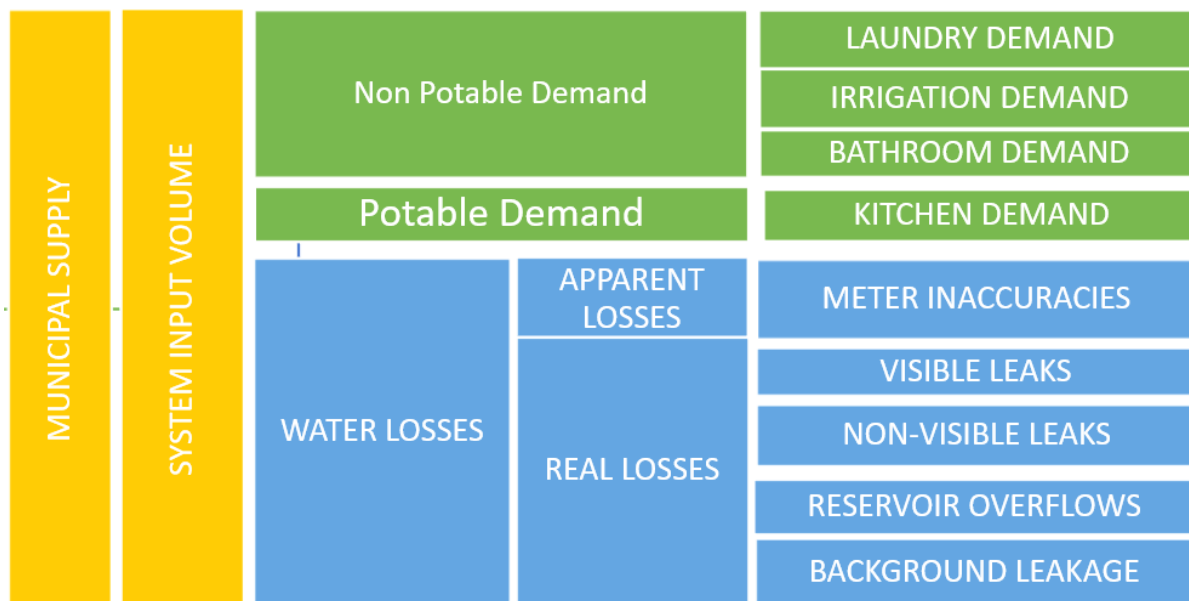 MUNICIPAL SUPPLY
SYSTEM INPUT VOLUME
Non Potable Demand
LAUNDRY DEMAND
IRRIGATION DEMAND
BATHROOM DEMAND
Potable Demand
KITCHEN DEMAND
WATER LOSSES
APPARENT
LOSSES
METER INACCURACIES
REAL LOSSES
VISIBLE LEAKS
NON-VISIBLE LEAKS
RESERVOIR OVERFLOWS
BACKGROUND LEAKAGE